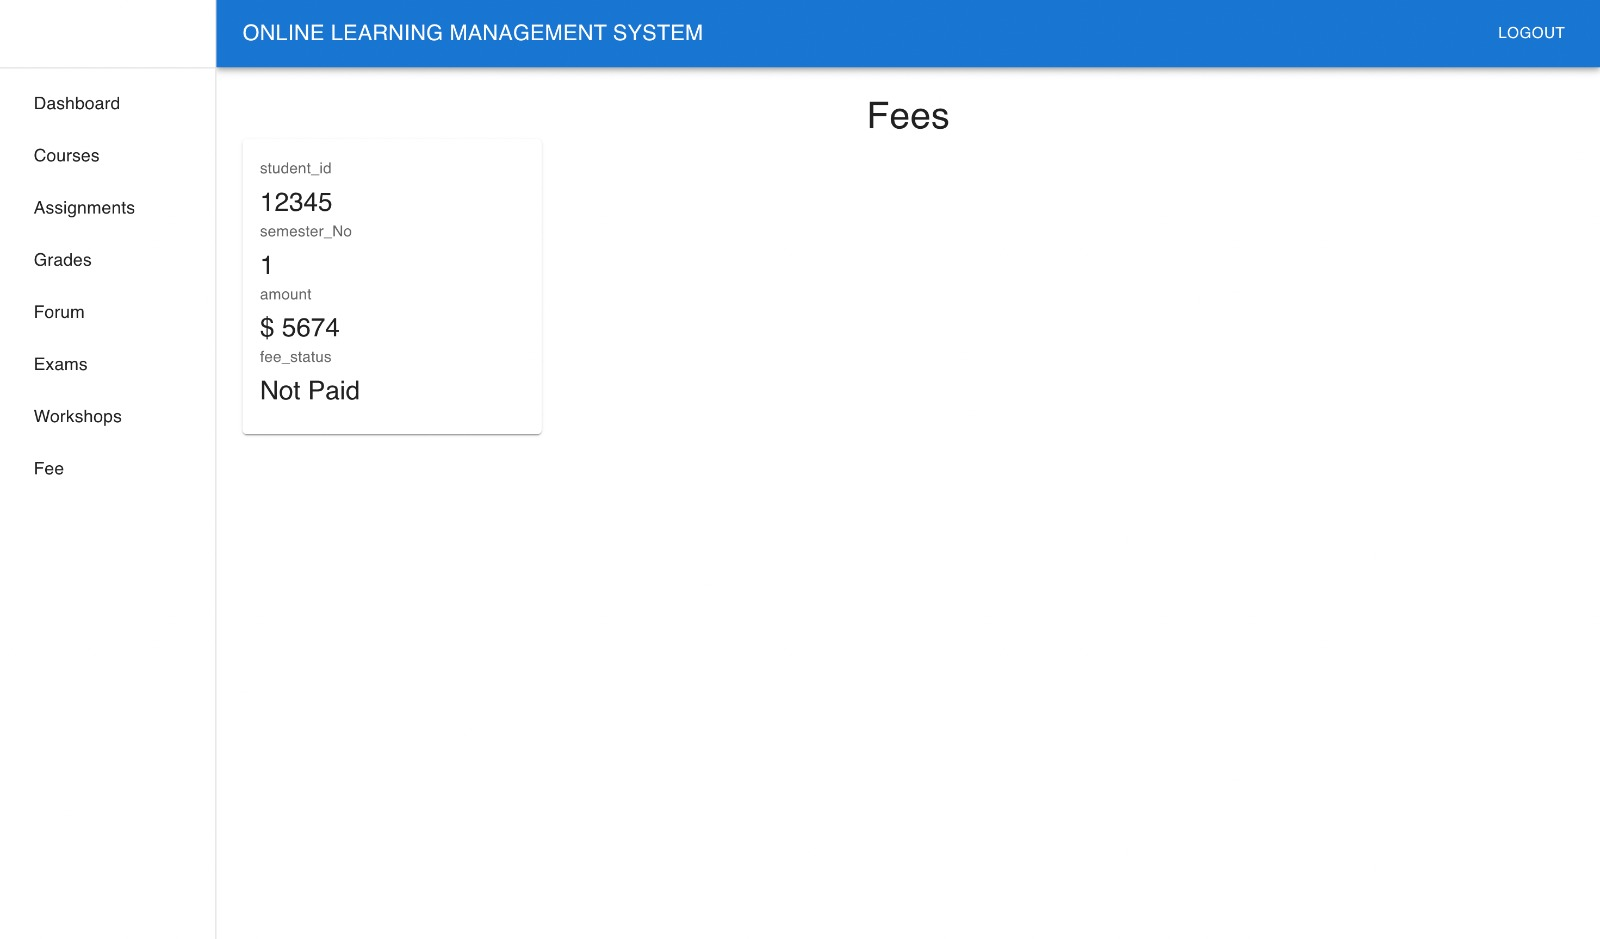 ONLINE LEARNING MANAGEMENT SYSTEM
LOGOUT
Dashboard
Courses
Assignments
Grades
Forum
Exams
Workshops
Fee
Fees
student_id
12345
semester_No
1
amount
$ 5674
fee_status
Not Paid